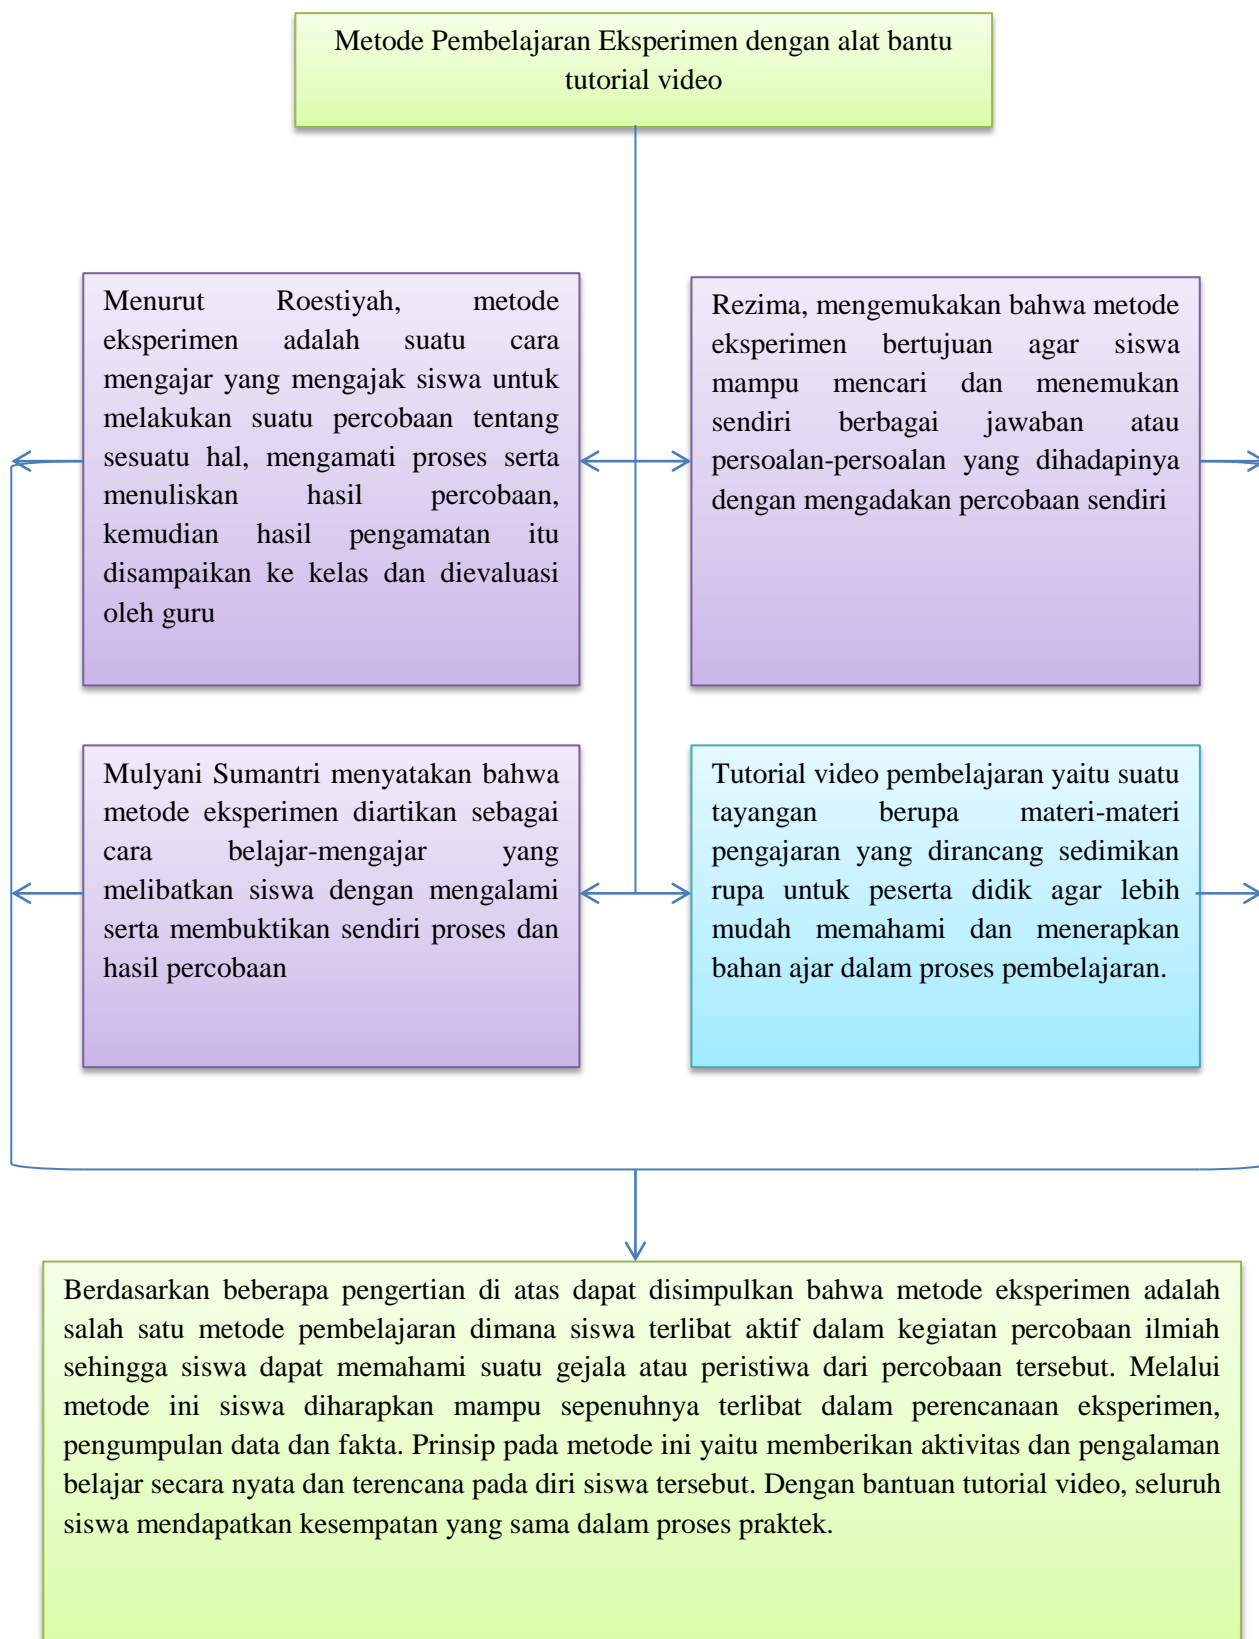 Metode Pembelajaran Eksperimen dengan alat bantu
tutorial video
Menurut Roestiyah, metode
eksperimen adalah suatu cara
mengajar yang mengajak siswa untuk
melakukan suatu percobaan tentang
sesuatu hal, mengamati proses serta
menuliskan hasil percobaan,
kemudian hasil pengamatan itu
disampaikan ke kelas dan dievaluasi
oleh guru
Rezima, mengemukakan bahwa metode
eksperimen bertujuan agar siswa
mampu mencari dan menemukan
sendiri berbagai jawaban atau
persoalan-persoalan yang dihadapinya
dengan mengadakan percobaan sendiri
Mulyani Sumantri menyatakan bahwa
metode eksperimen diartikan sebagai
cara belajar-mengajar yang
melibatkan siswa dengan mengalami
serta membuktikan sendiri proses dan
hasil percobaan
Tutorial video pembelajaran yaitu suatu
tayangan berupa materi-materi
pengajaran yang dirancang sedimikan
rupa untuk peserta didik agar lebih
mudah memahami dan menerapkan
bahan ajar dalam proses pembelajaran.
Berdasarkan beberapa pengertian di atas dapat disimpulkan bahwa metode eksperimen adalah
salah satu metode pembelajaran dimana siswa terlibat aktif dalam kegiatan percobaan ilmiah
sehingga siswa dapat memahami suatu gejala atau peristiwa dari percobaan tersebut. Melalui
metode ini siswa diharapkan mampu sepenuhnya terlibat dalam perencanaan eksperimen,
pengumpulan data dan fakta. Prinsip pada metode ini yaitu memberikan aktivitas dan pengalaman
belajar secara nyata dan terencana pada diri siswa tersebut. Dengan bantuan tutorial video, seluruh
siswa mendapatkan kesempatan yang sama dalam proses praktek.